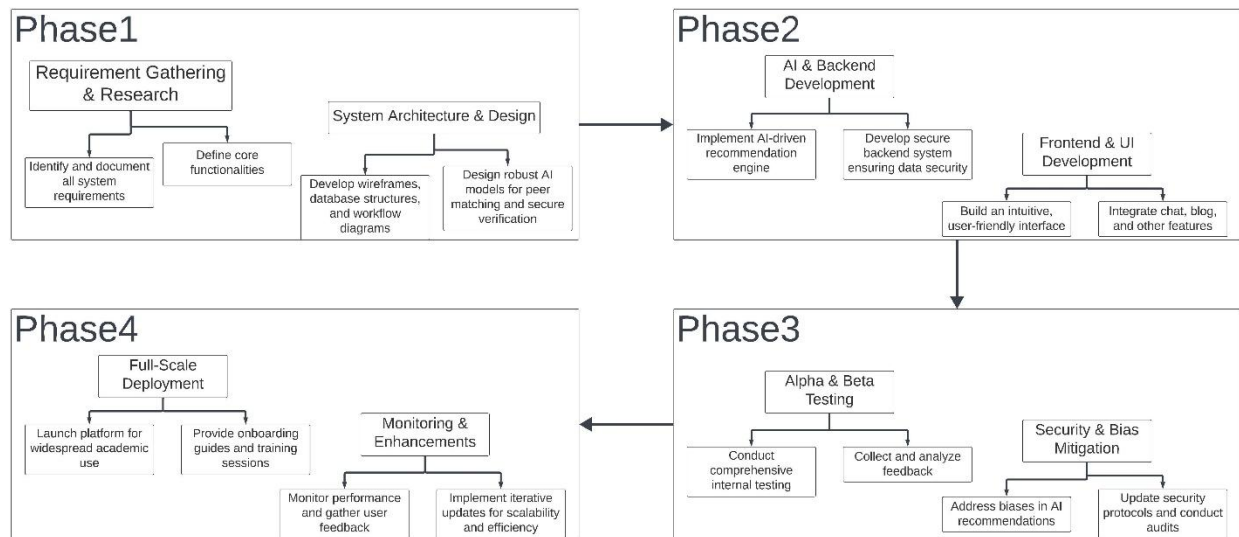 Phase1
Requirement Gathering
& Research
Identify and document
all system
requirements
Define core
functionalities
System Architecture & Design
Develop wireframes,
database structures,
and workflow
diagrams
Design robust AI
models for peer
matching and secure
verification
Phase2
AI & Backend
Development
Implement AI-driven
recommendation
engine
Develop secure
backend system
ensuring data security
Frontend & UI
Development
Build an intuitive,
user-friendly interface
Integrate chat, blog,
and other features
Phase3
Alpha & Beta
Testing
Conduct
comprehensive
internal testing
Collect and analyze
feedback
Security & Bias
Mitigation
Address biases in AI
recommendations
Update security
protocols and conduct
audits
Phase4
Full-Scale
Deployment
Launch platform for
widespread academic
use
Provide onboarding
guides and training
sessions
Monitoring &
Enhancements
Monitor performance
and gather user
feedback
Implement iterative
updates for scalability
and efficiency